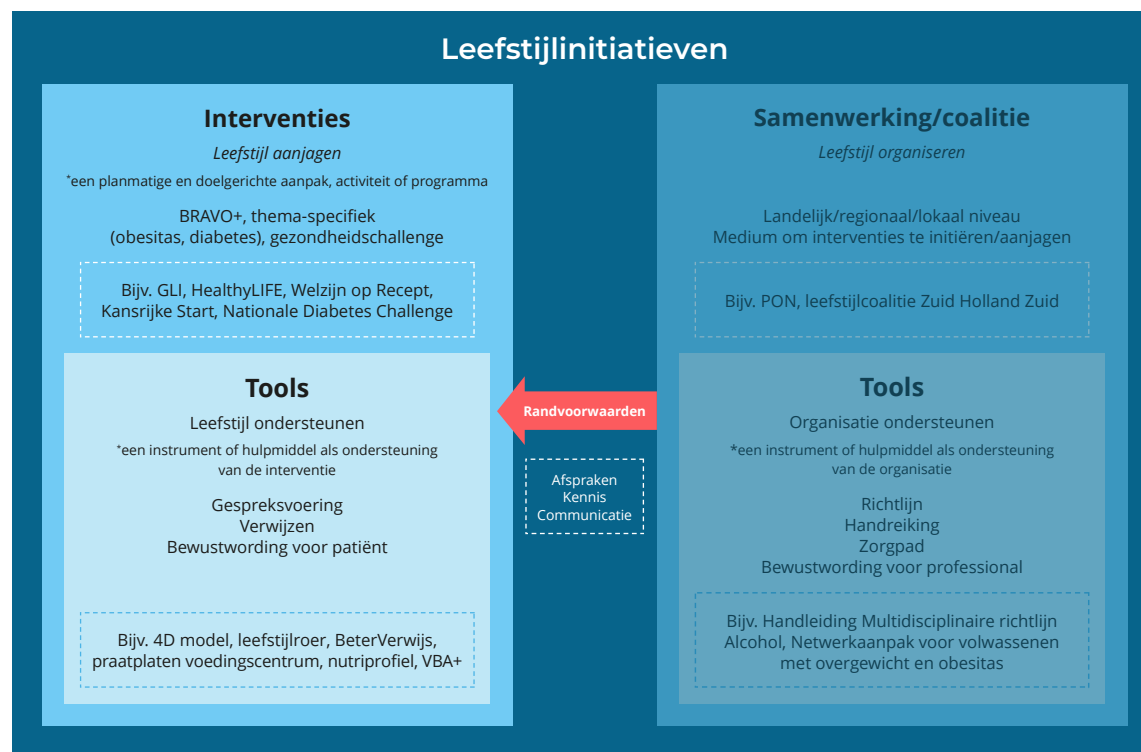 Leefstijlinitiatieven
Interventies
Leefstijl aanjagen
*een planmatige en doelgerichte aanpak, activiteit of programma
BRAVO+, thema-specifiek
(obesitas, diabetes), gezondheidschallenge
Bijv. GLI, HealthyLIFE, Welzijn op Recept,
Kansrijke Start, Nationale Diabetes Challenge
Tools
Leefstijl ondersteunen
*een instrument of hulpmiddel als ondersteuning
van de interventie
Gespreksvoering
Verwijzen
Bewustwording voor patiënt
Bijv. 4D model, leefstijlroer, BeterVerwijs,
praatplaten voedingscentrum, nutriprofiel, VBA+
Randvoorwaarden
Afspraken
Kennis
Communicatie
Samenwerking/coalitie
Leefstijl organiseren
Landelijk/regionaal/lokaal niveau
Medium om interventies te initiëren/aanjagen
Bijv. PON, leefstijlcoalitie Zuid Holland Zuid
Tools
Organisatie ondersteunen
*een instrument of hulpmiddel als ondersteuning
van de organisatie
Richtlijn
Handreiking
Zorgpad
Bewustwording voor professional
Bijv. Handleiding Multidisciplinaire richtlijn
Alcohol, Netwerkaanpak voor volwassenen
met overgewicht en obesitas